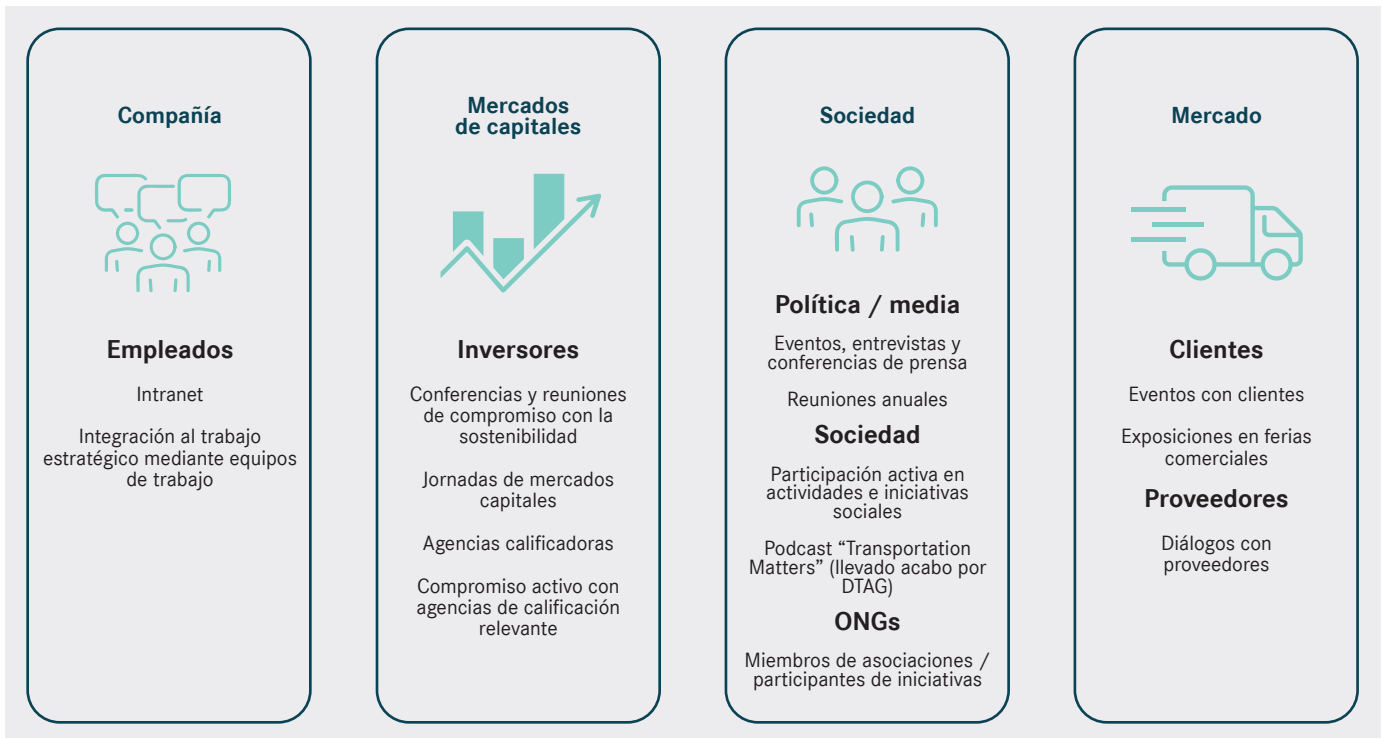 Compañía
Empleados
Intranet
Integración al trabajo
estratégico mediante equipos
de trabajo
Mercados
de capitales
Inversores
Conferencias y reuniones
de compromiso con la
sostenibilidad
Jornadas de mercados
capitales
Agencias calificadoras
Compromiso activo con
agencias de calificación
relevante
Sociedad
Política / media
Eventos, entrevistas y
conferencias de prensa
Reuniones anuales
Sociedad
Participación activa en
actividades e iniciativas
sociales
Podcast “Transportation
Matters” (llevado acabo por
DTAG)
ONGs
Miembros de asociaciones /
participantes de iniciativas
Mercado
Clientes
Eventos con clientes
Exposiciones en ferias
comerciales
Proveedores
Diálogos con
proveedores